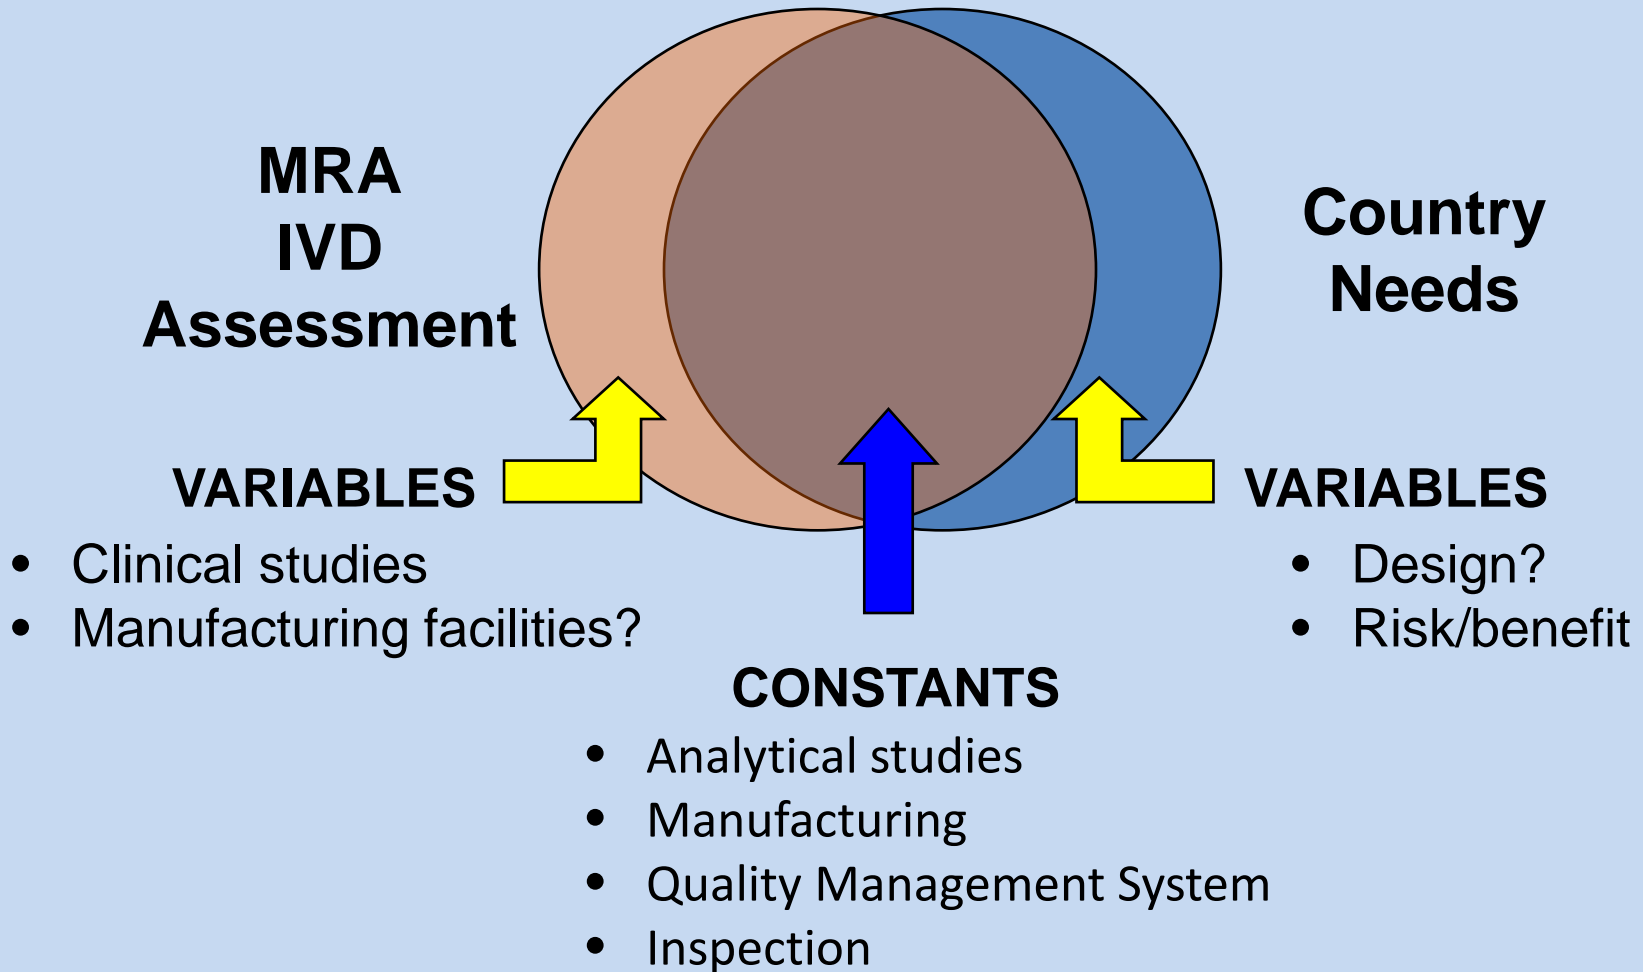 MRA
IVD
Assessment
Country
Needs
VARIABLES
• Clinical studies
• Manufacturing facilities?
VARIABLES
• Design?
• Risk/benefit
CONSTANTS
• Analytical studies
• Manufacturing
• Quality Management System
• Inspection